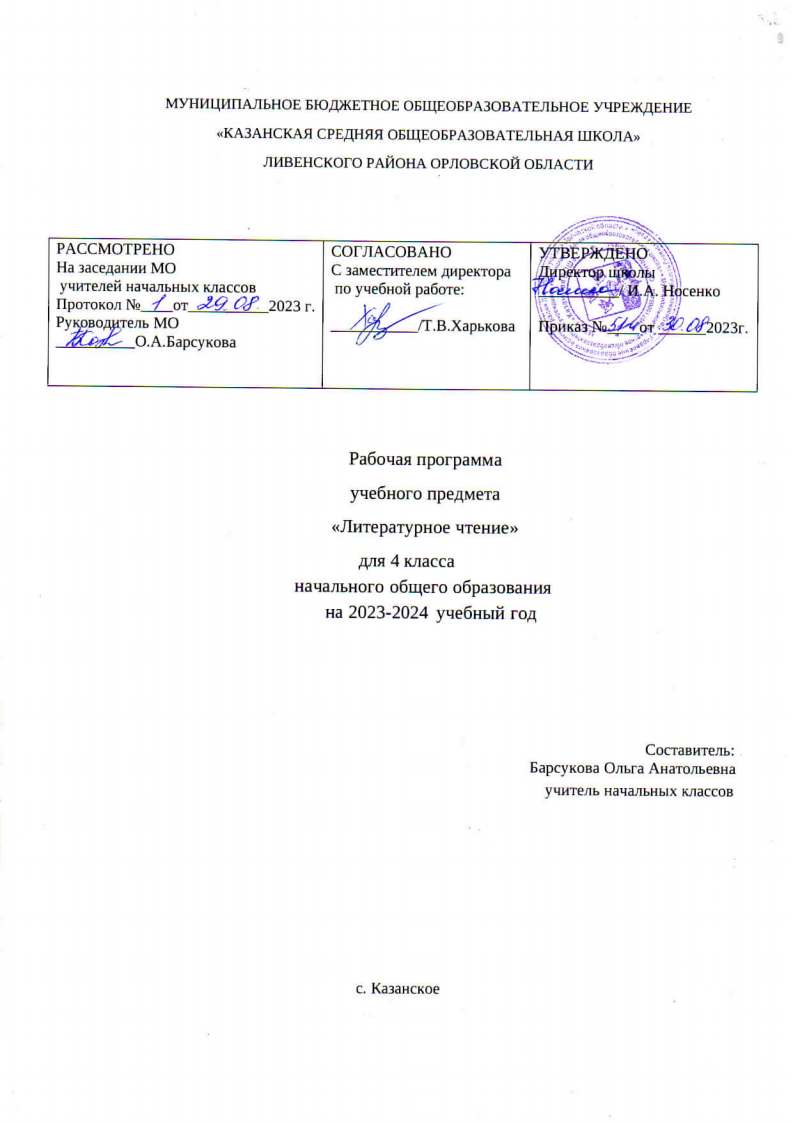 МУНИЦИПАЛЬНОЕ БЮДЖЕТНОЕ ОБЩЕОБРАЗОВАТЕЛЬНОЕ УЧРЕЖДЕНИЕ
«КАЗАНСКАЯ СРЕДНЯЯ ОБЩЕОБРАЗОВАТЕЛЬНАЯ ШКОЛА»
ЛИВЕНСКОГО РАЙОНА ОРЛОВСКОЙ ОБЛАСТИ
РАССМОТРЕНО
На заседании МО
учителей начальных классов
Протокол № 1 от 29.08. 2023 г.
Руководитель МО
О.А.Барсукова
СОГЛАСОВАНО
С заместителем директора
по учебной работе:
/Т.В.Харькова
УТВЕРЖДЕНО
Директор школы
/ И.А. Носенко
Приказ № от 30.08 2023г.
Рабочая программа
учебного предмета
«Литературное чтение»
для 4 класса
начального общего образования
на 2023-2024 учебный год
Составитель:
Барсукова Ольга Анатольевна
учитель начальных классов
с. Казанское